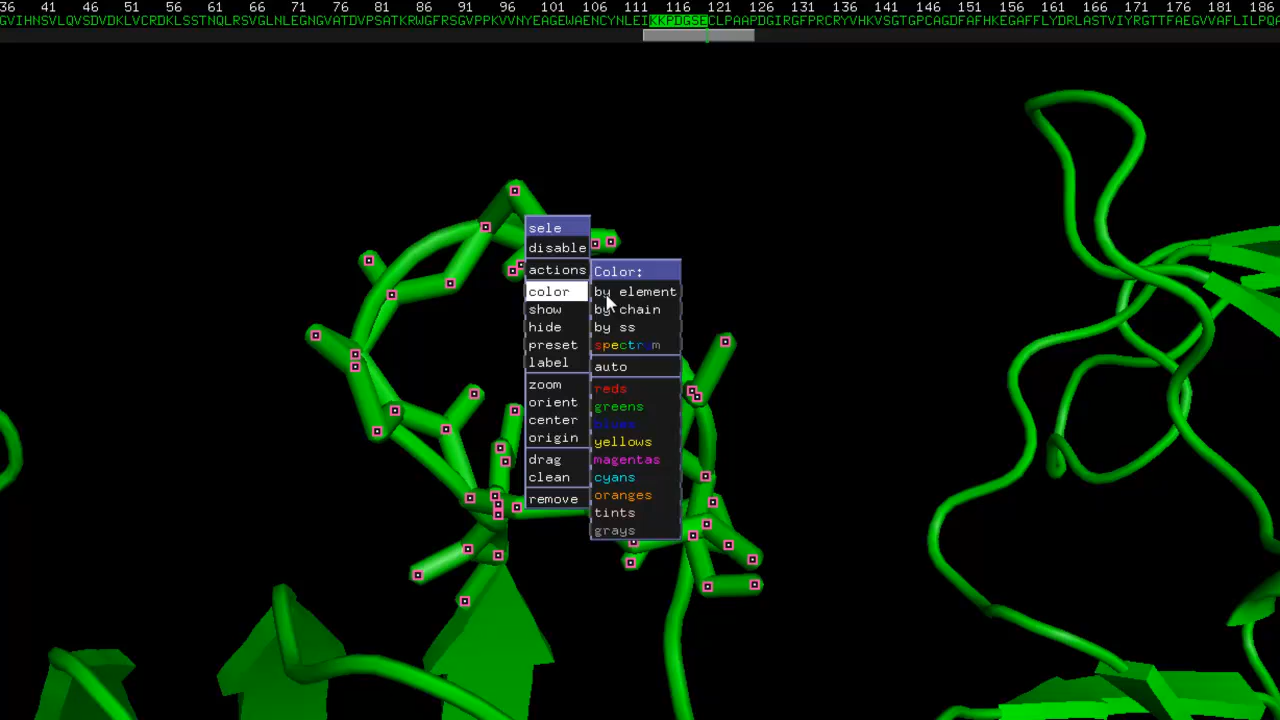 36 41 46 51 56 61 66 71 76 81 86 91 96 101 106 111 116 121 126 131 136 141 146 151 156 161 166 171 176 181 186
GVIHNSVLQVSDVDKLVCRDKLSSTNQLRSVGLNLEGNGVATDVPSATKRWGFRSGVPPKVVNYEAGEWAENCYNLEIKKPDGSECLPAAPDGIRGFPRCRYVHKVSGTGPCAGDFAFHKEGAFFLYDRLASTVIYRGTTFAEGVVAFLILPQA
sele
disable
actions
color
show
hide
preset
label
zoom
orient
center
origin
drag
clean
remove
Color:
by element
by chain
by ss
spectrum
auto
reds
greens
blues
yellows
magentas
cyans
oranges
tints
grays